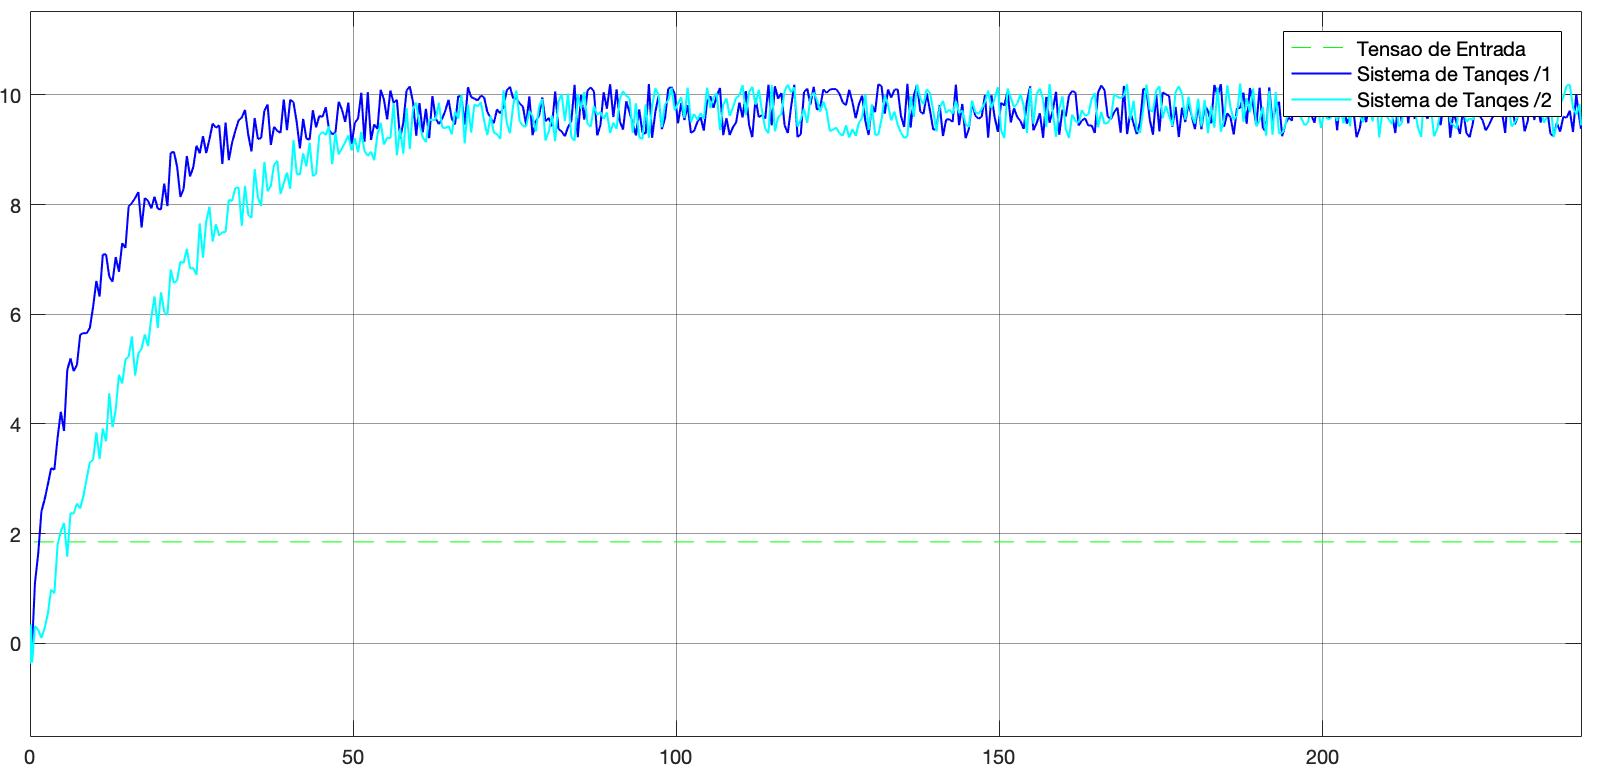 Tensao de Entrada
Sistema de Tanqes /1
Sistema de Tanqes /2
10
8
6
4
2
0
0 50 100 150 200